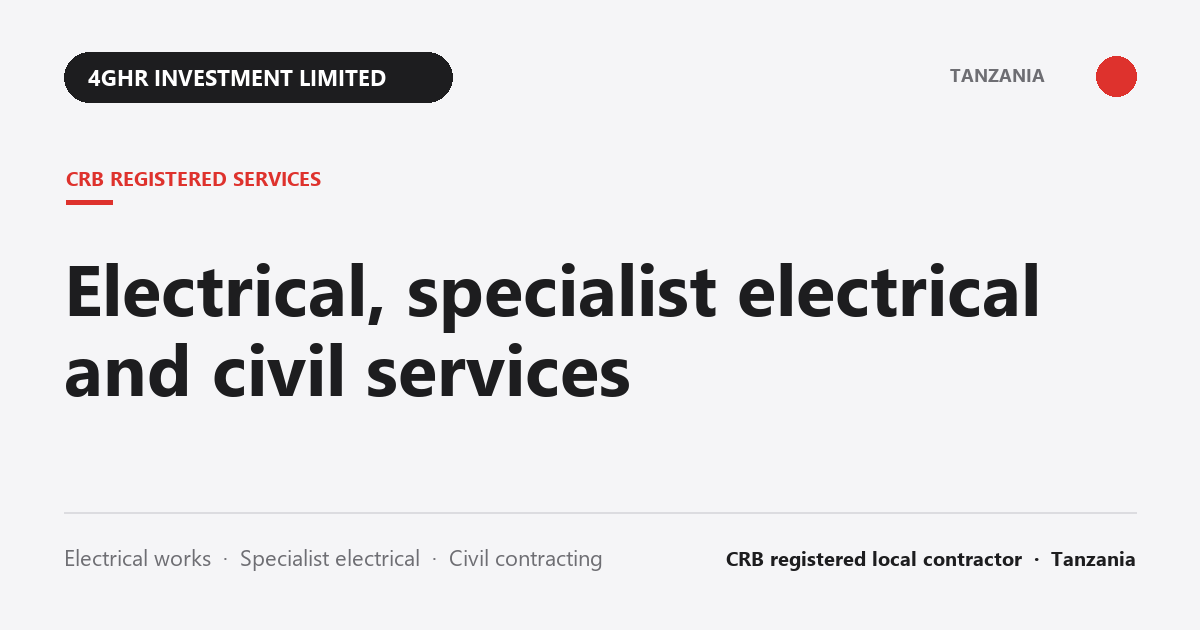 4GHR INVESTMENT LIMITED
TANZANIA
CRB REGISTERED SERVICES
Electrical, specialist electrical
and civil services
Electrical works · Specialist electrical · Civil contracting
CRB registered local contractor · Tanzania